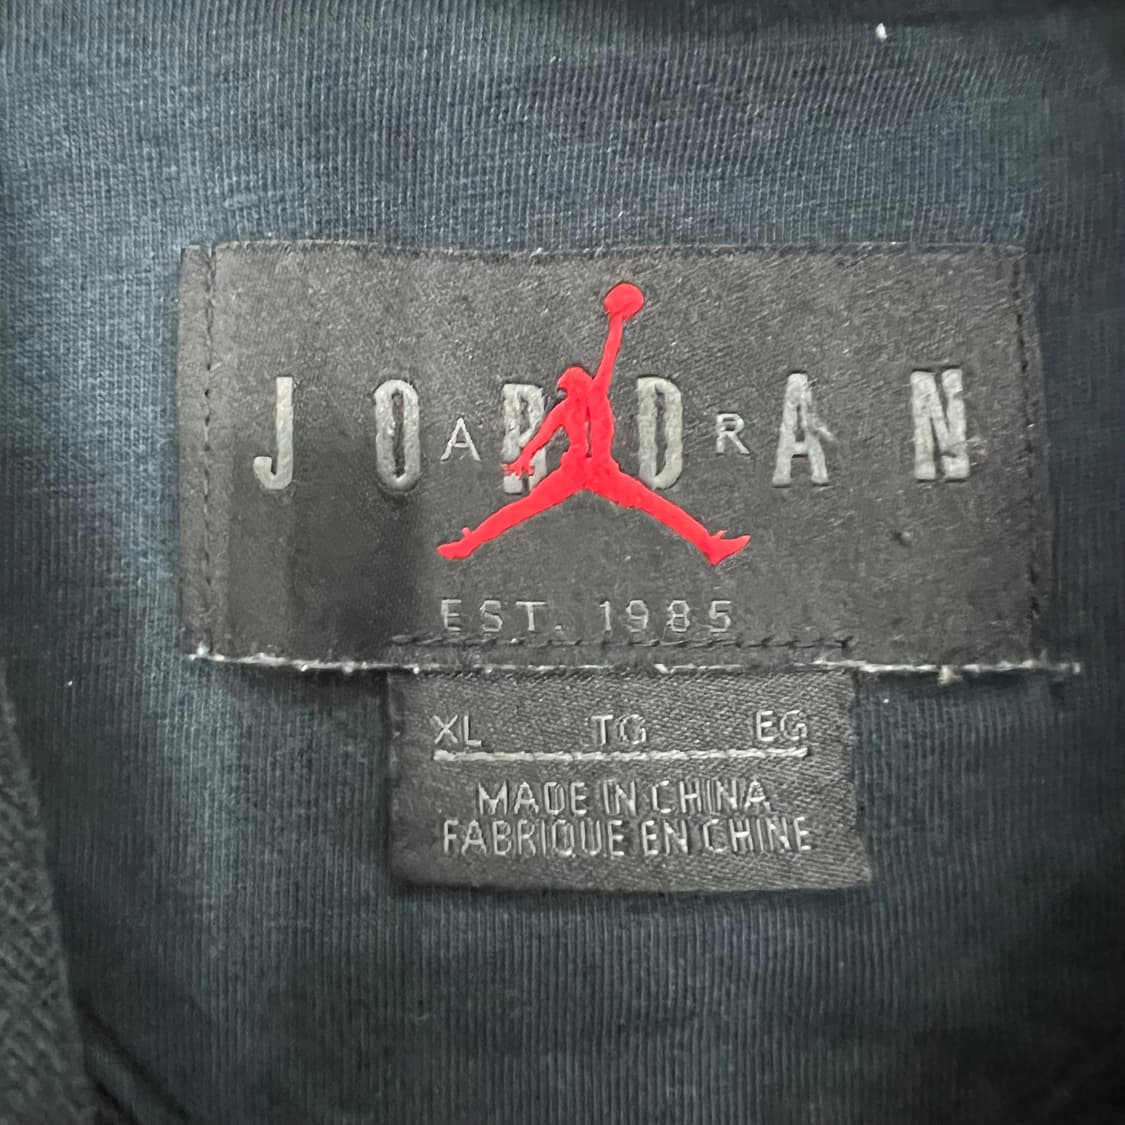 JORDAN
AIR
EST. 1985
XL TG EG
MADE IN CHINA
FABRIQUE EN CHINE